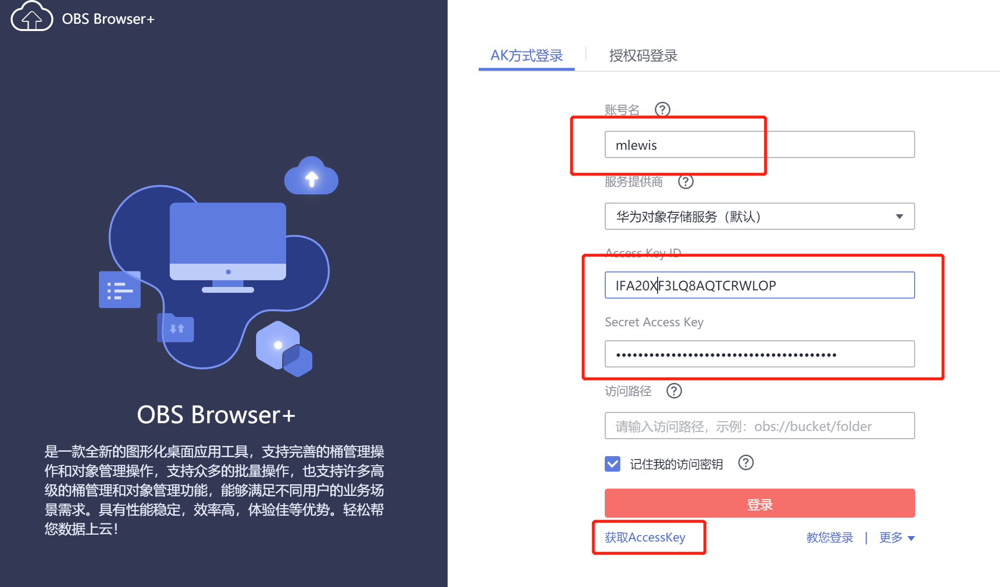 OBS Browser+
AK方式登录
授权码登录
账号名
mlewis
服务提供商
华为对象存储服务（默认）
Access Key ID
IFA20XF3LQ8AQTCRWLOP
Secret Access Key
访问路径
请输入访问路径，示例：obs://bucket/folder
记住我的访问密钥
登录
获取AccessKey
教您登录 | 更多
OBS Browser+
是一款全新的图形化桌面应用工具，支持完善的桶管理操
作和对象管理操作，支持众多的批量操作，也支持许多高
级的桶管理和对象管理功能，能够满足不同用户的业务场
景需求。具有性能稳定，效率高，体验佳等优势。轻松帮
您数据上云！